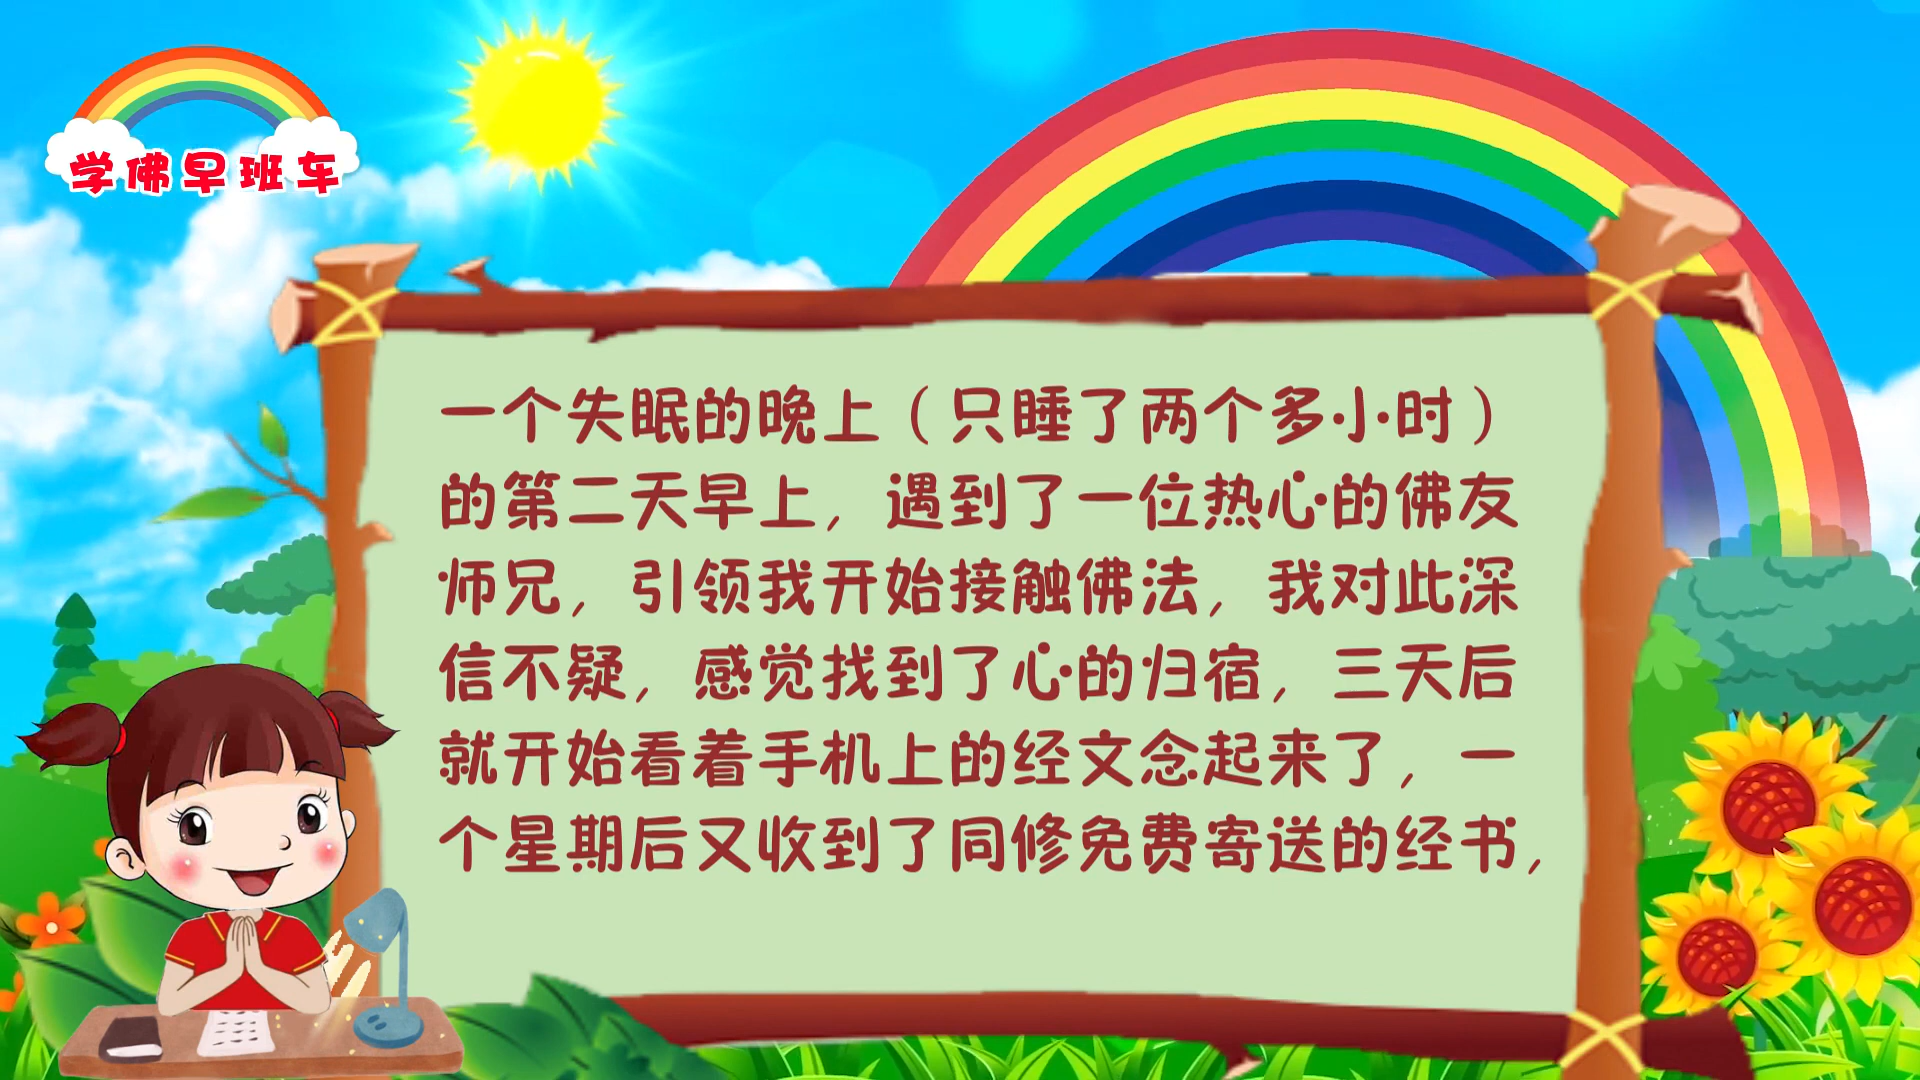 学佛早班车
一个失眠的晚上（只睡了两个多小时）
的第二天早上，遇到了一位热心的佛友
师兄，引领我开始接触佛法，我对此深
信不疑，感觉找到了心的归宿，三天后
就开始看着手机上的经文念起来了，一
个星期后又收到了同修免费寄送的经书，